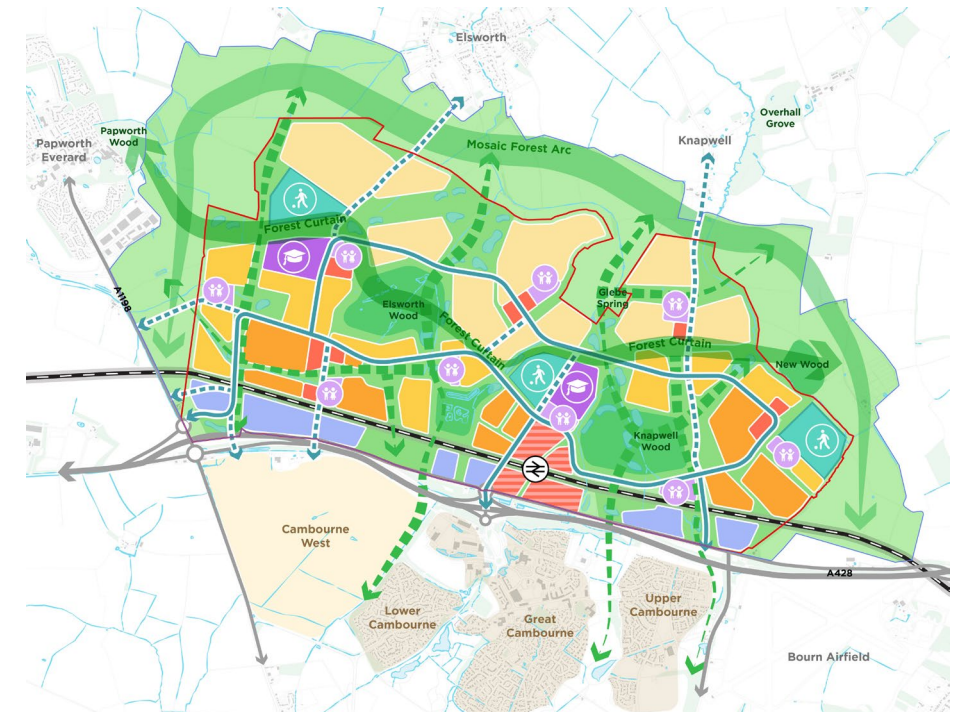 Elsworth
Overhall
Grove
Papworth
Wood
Papworth
Everard
Knapwell
Mosaic Forest Arc
Forest Curtain
A1198
Elsworth
Wood
Glebe
Spring
Forest Curtain
Forest Curtain
New Wood
Knapwell
Wood
Cambourne
West
A428
Lower
Cambourne
Great
Cambourne
Upper
Cambourne
Bourn Airfield